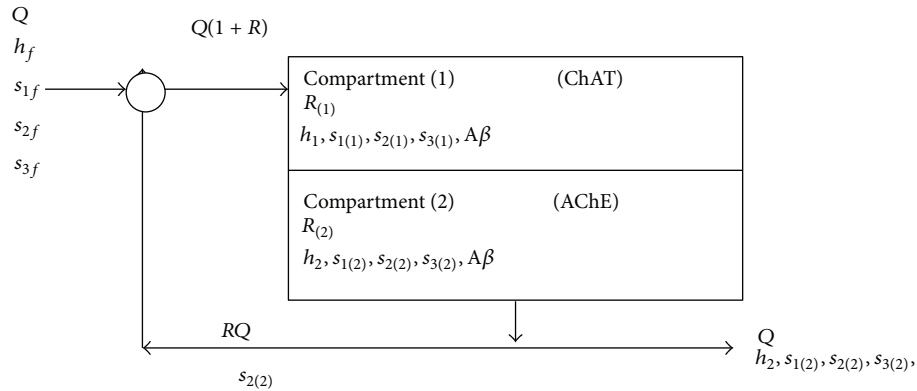 Q
h_f
s_{1f}
s_{2f}
s_{3f}
Q(1 + R)
Compartment (1) (ChAT)
R_{(1)}
h_1, s_{1(1)}, s_{2(1)}, s_{3(1)}, Aβ
Compartment (2) (AChE)
R_{(2)}
h_2, s_{1(2)}, s_{2(2)}, s_{3(2)}, Aβ
RQ
s_{2(2)}
Q
h_2, s_{1(2)}, s_{2(2)}, s_{3(2)},